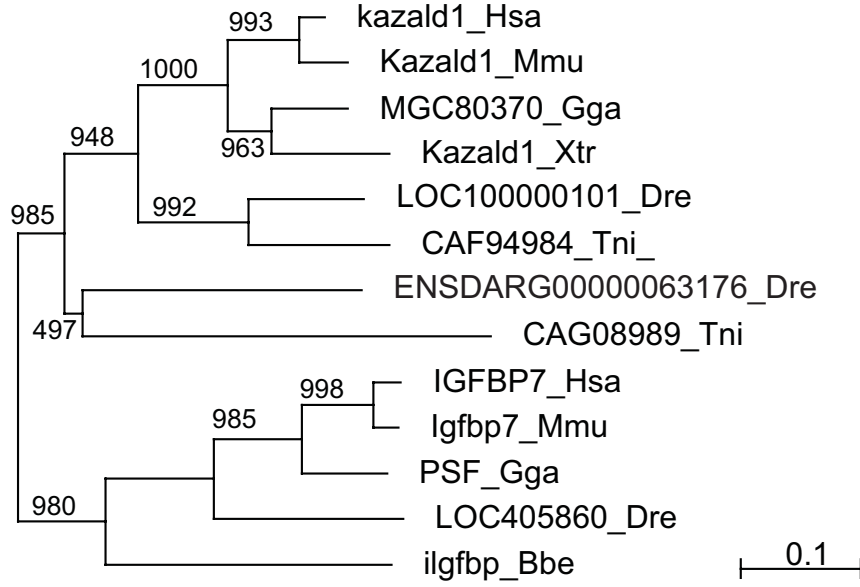 993
kazald1_Hsa
1000
Kazald1_Mmu
MGC80370_Gga
948
963
Kazald1_Xtr
985
992
LOC100000101_Dre
CAF94984_Tni_
ENSDARG00000063176_Dre
497
CAG08989_Tni
998
IGFBP7_Hsa
985
Igfbp7_Mmu
PSF_Gga
980
LOC405860_Dre
ilgfbp_Bbe
0.1